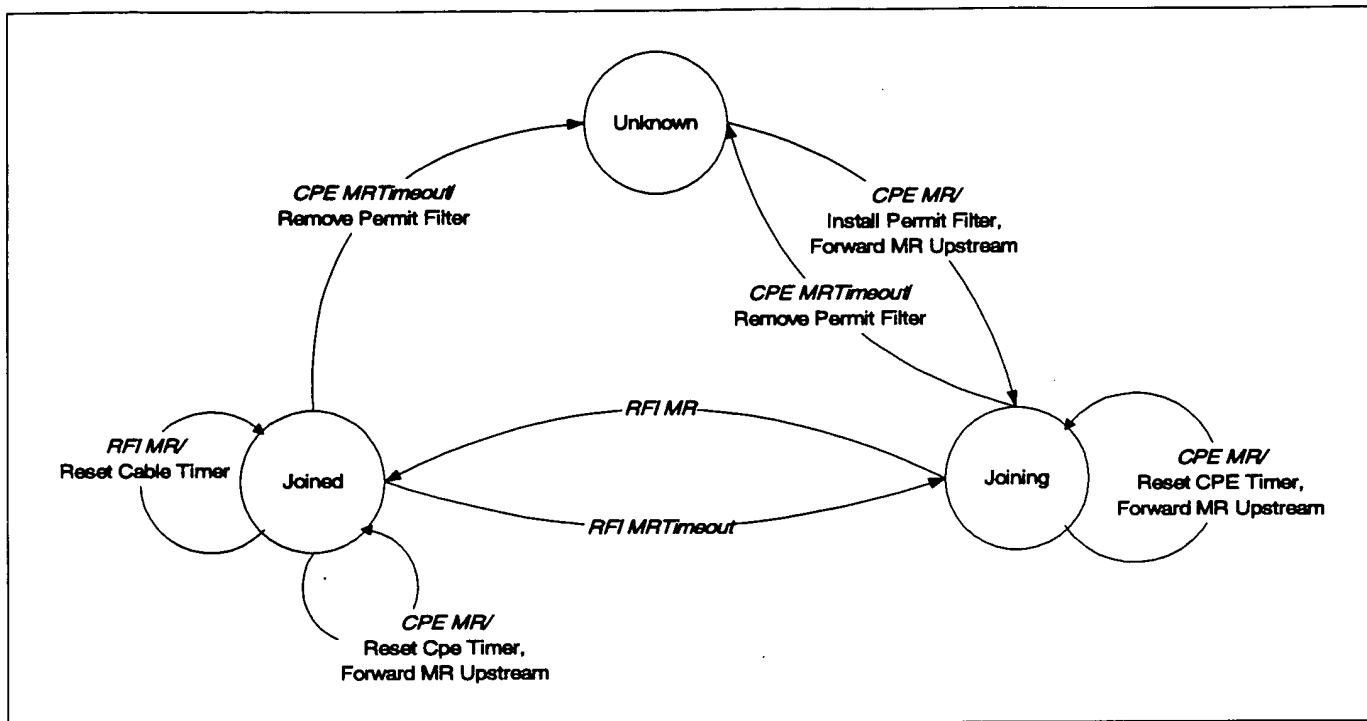 Unknown
CPE MRTimeout/
Remove Permit Filter
CPE MR/
Install Permit Filter,
Forward MR Upstream
CPE MRTimeout/
Remove Permit Filter
RFI MR
RFI MR/
Reset Cable Timer
Joined
Joining
CPE MR/
Reset CPE Timer,
Forward MR Upstream
RFI MRTimeout
CPE MR/
Reset Cpe Timer,
Forward MR Upstream